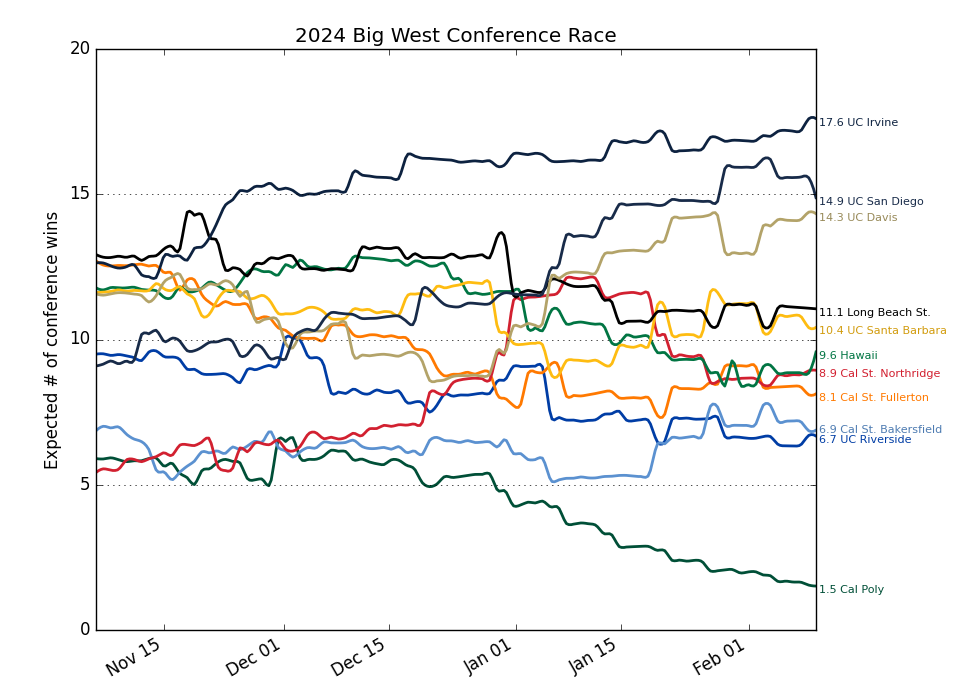 2024 Big West Conference Race
Expected # of conference wins
20
15
10
5
0
Nov 15
Dec 01
Dec 15
Jan 01
Jan 15
Feb 01
17.6 UC Irvine
14.9 UC San Diego
14.3 UC Davis
11.1 Long Beach St.
10.4 UC Santa Barbara
9.6 Hawaii
8.9 Cal St. Northridge
8.1 Cal St. Fullerton
6.9 Cal St. Bakersfield
6.7 UC Riverside
1.5 Cal Poly